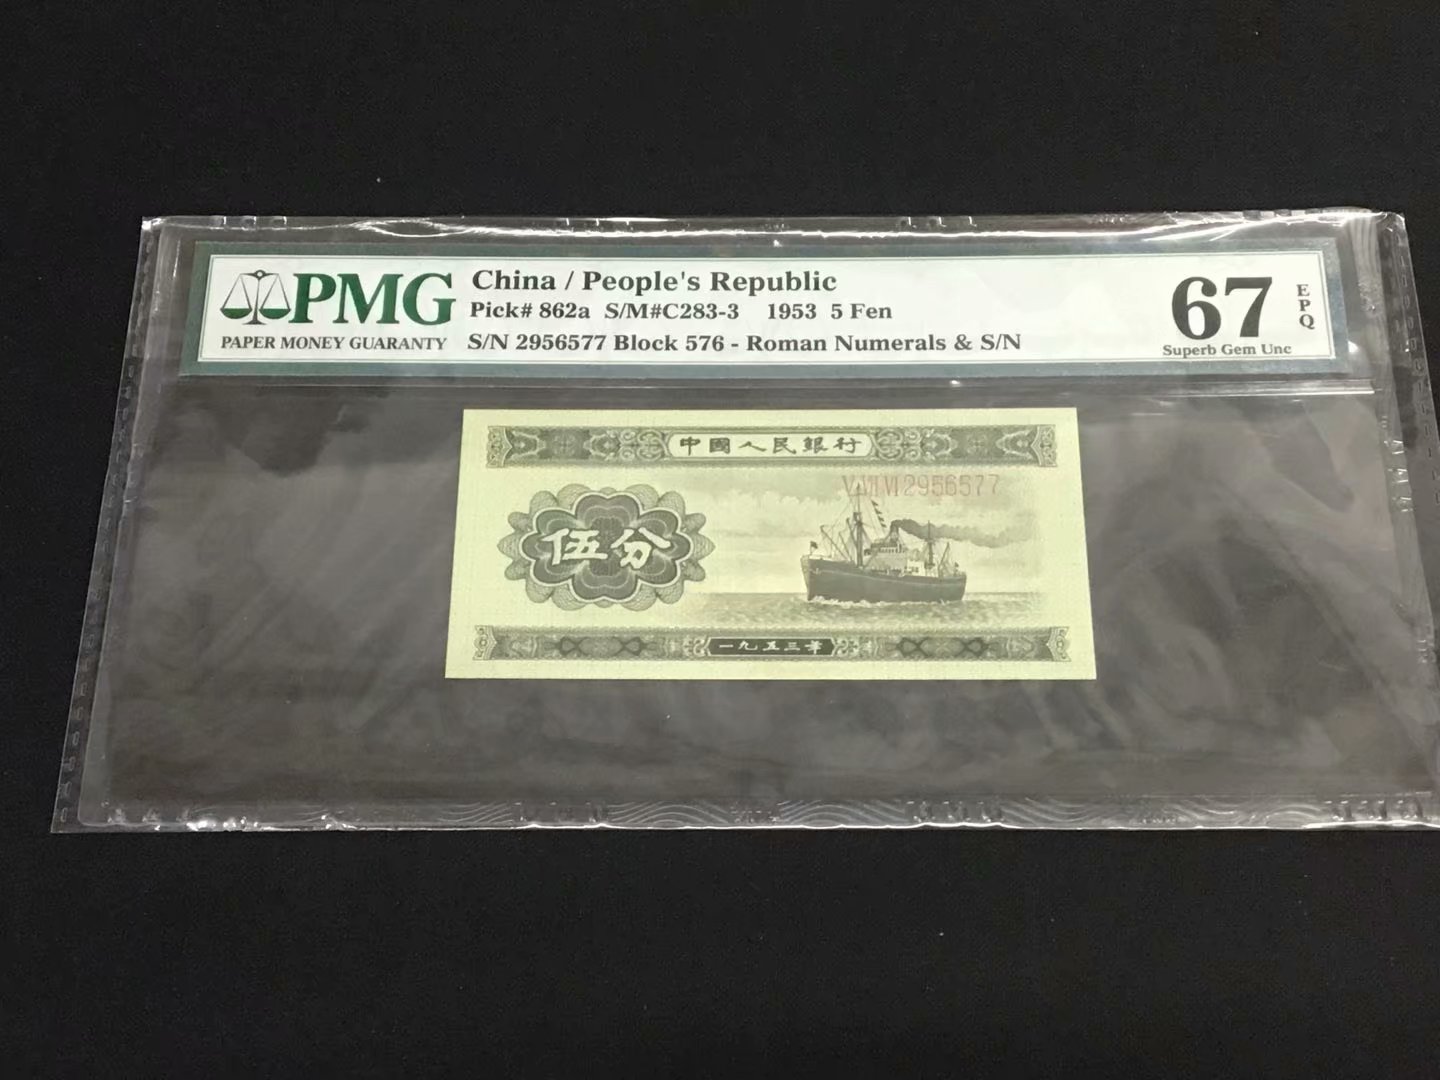 PMG
PAPER MONEY GUARANTY
China / People's Republic
Pick# 862a S/M#C283-3 1953 5 Fen
S/N 2956577 Block 576 - Roman Numerals & S/N
67
EPQ
Superb Gem Unc
中國人民銀行
V VII VI 2956577
伍分
一九五三年